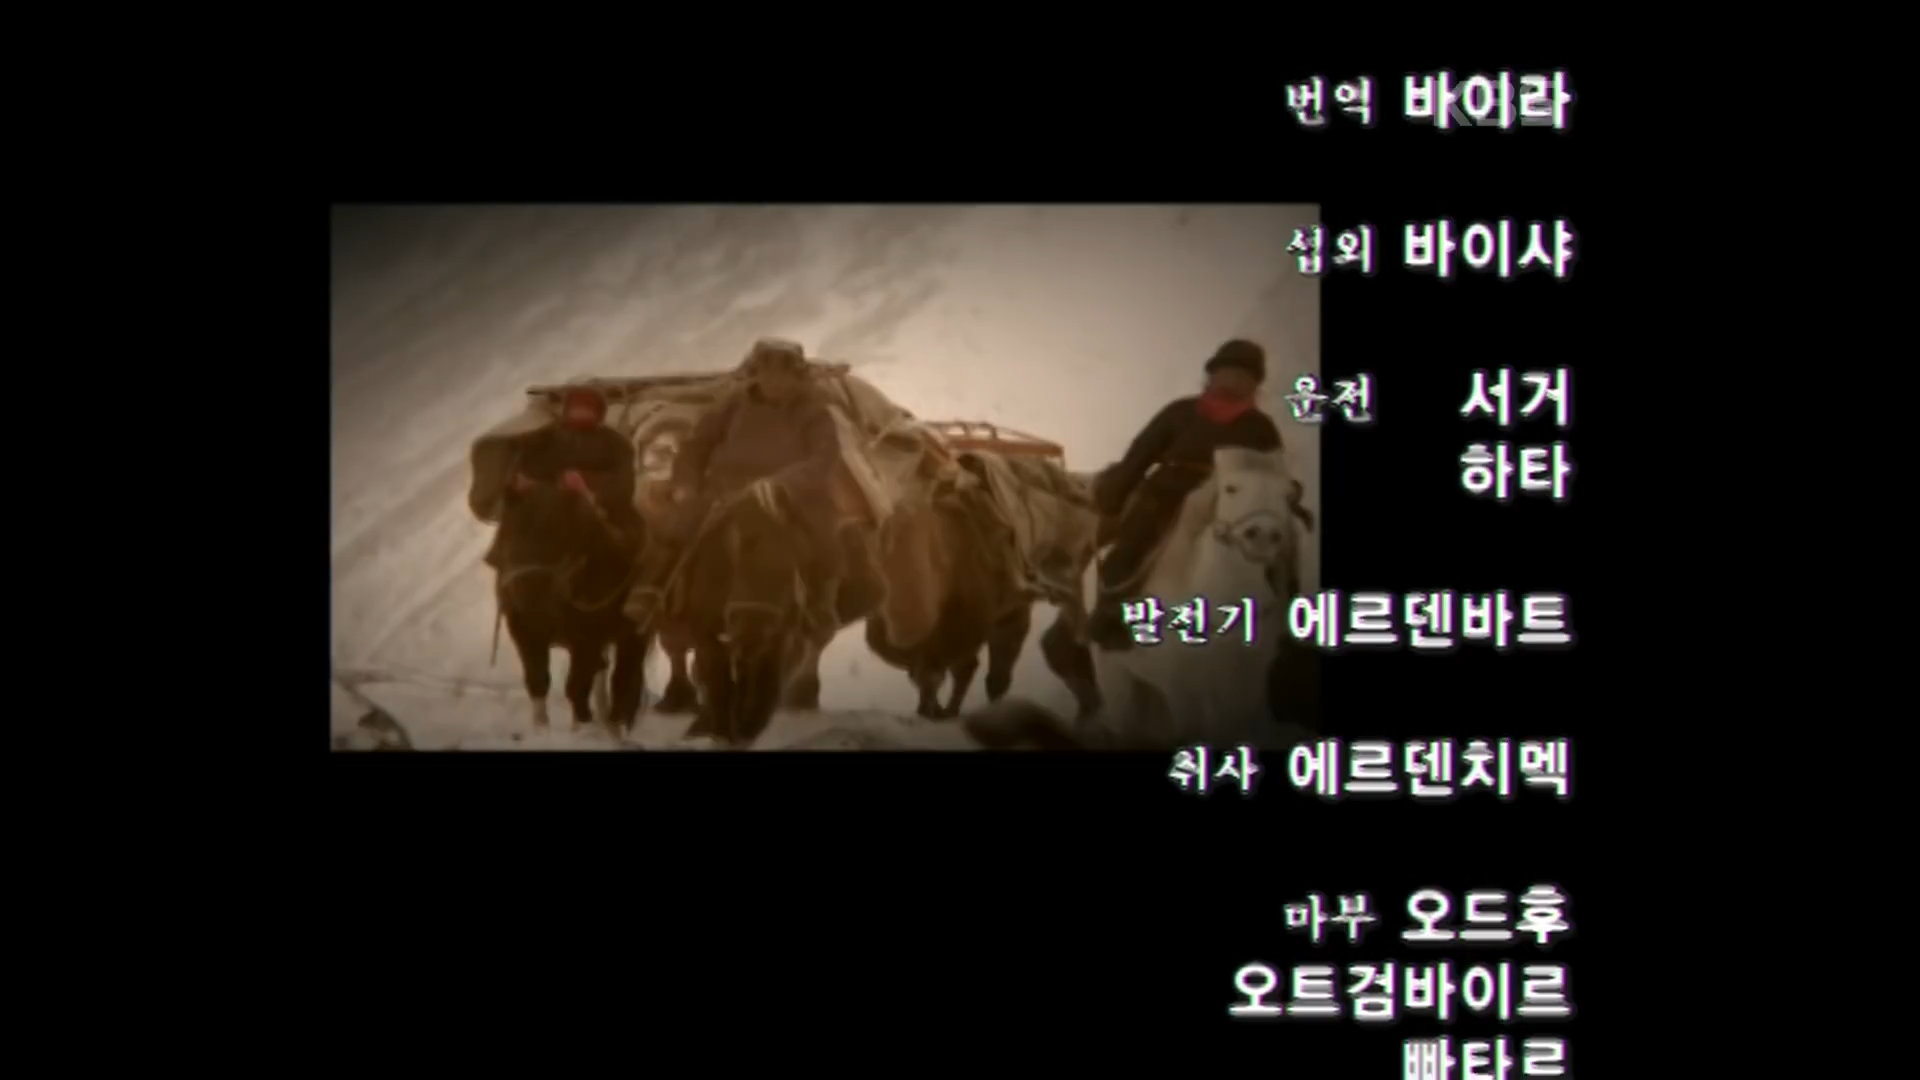 번역 바이라
KBS
섭외 바이샤
운전 서거
하타
발전기 에르덴바트
취사 에르덴치멕
마부 오드후
오트검바이르
빠타르